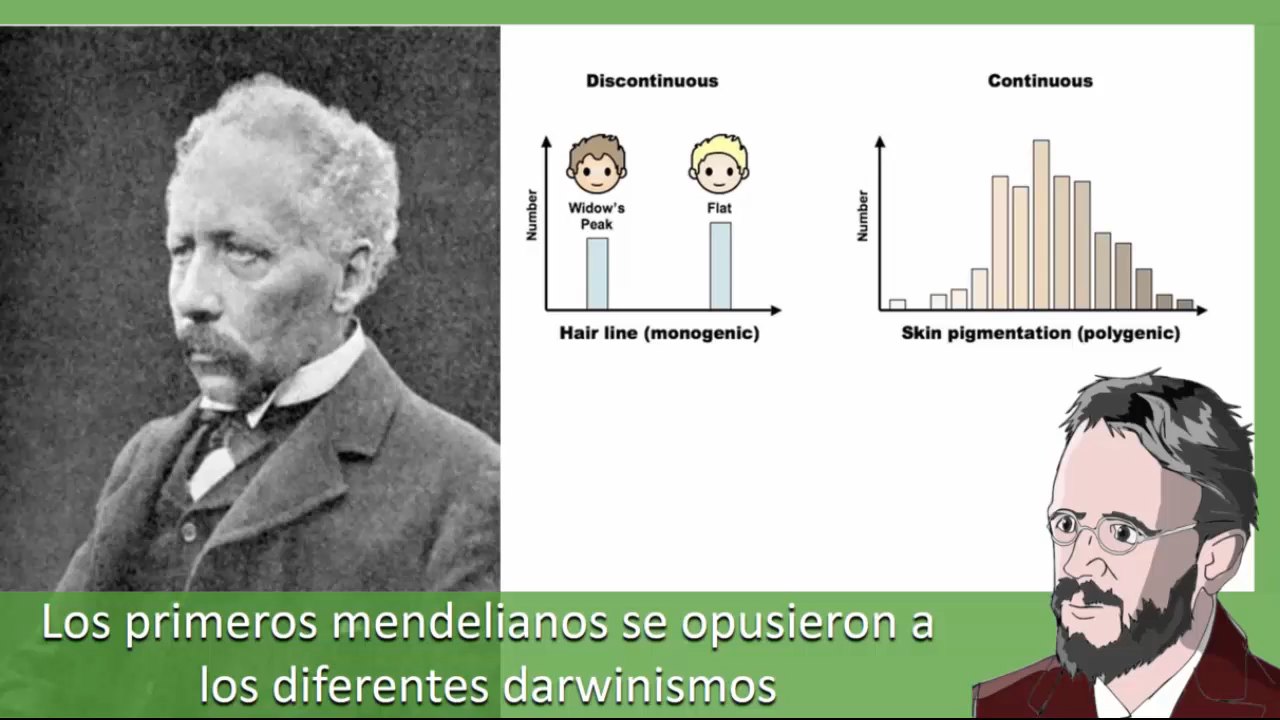 Discontinuous
Number
Widow's
Peak
Flat
Hair line (monogenic)
Continuous
Number
Skin pigmentation (polygenic)
Los primeros mendelianos se opusieron a
los diferentes darwinismos